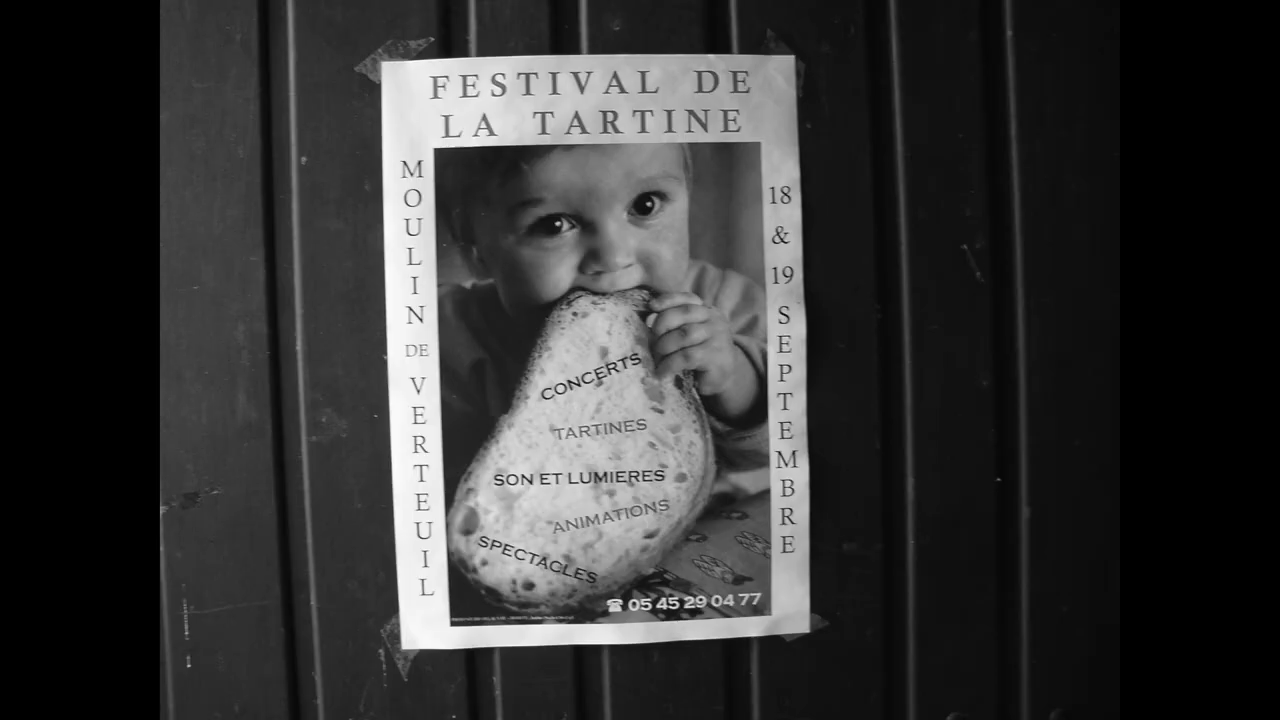 FESTIVAL DE
LA TARTINE
MOULIN DE VERTEUIL
18 & 19 SEPTEMBRE
CONCERTS
TARTINES
SON ET LUMIERES
ANIMATIONS
SPECTACLES
☎ 05 45 29 04 77